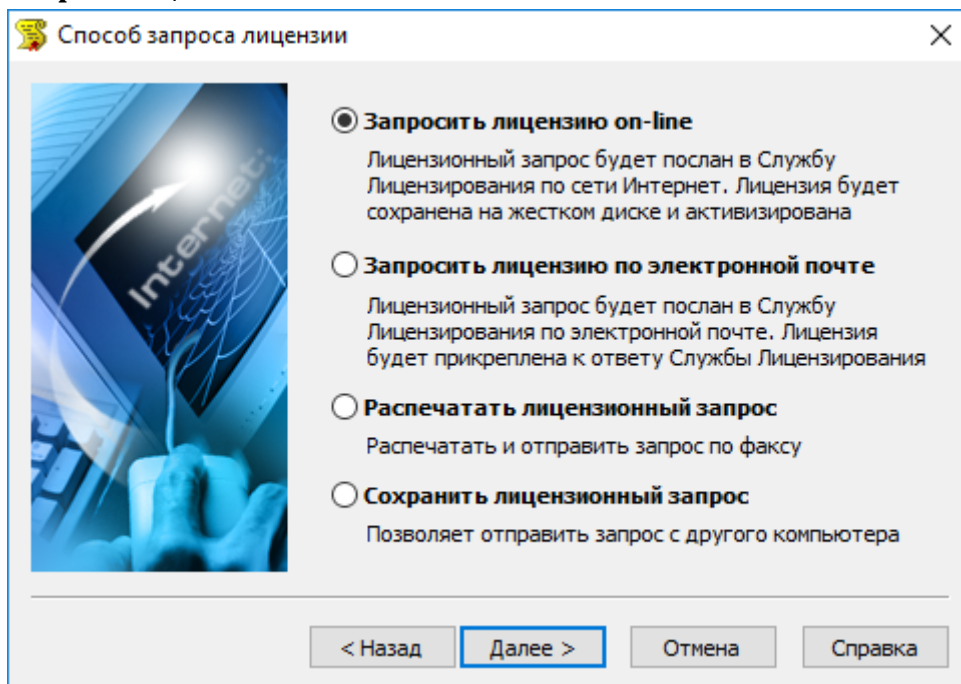 Способ запроса лицензии
Запросить лицензию on-line
Лицензионный запрос будет послан в Службу
Лицензирования по сети Интернет. Лицензия будет
сохранена на жестком диске и активизирована
Internet:
Запросить лицензию по электронной почте
Лицензионный запрос будет послан в Службу
Лицензирования по электронной почте. Лицензия
будет прикреплена к ответу Службы Лицензирования
Распечатать лицензионный запрос
Распечатать и отправить запрос по факсу
Сохранить лицензионный запрос
Позволяет отправить запрос с другого компьютера
< Назад Далее > Отмена Справка